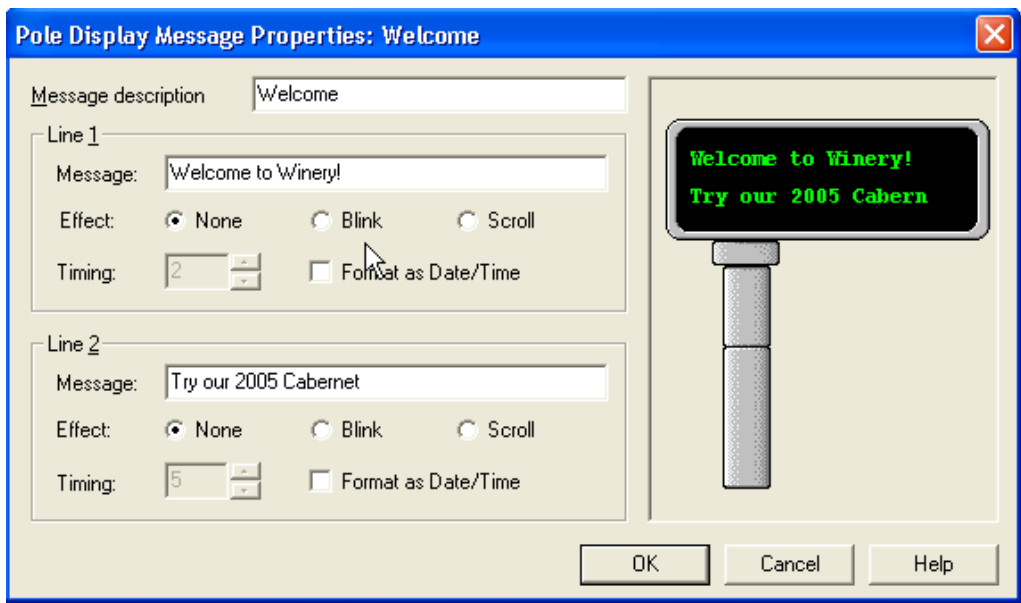 Pole Display Message Properties: Welcome
Message description Welcome
Line 1
Message: Welcome to Winery!
Effect: None Blink Scroll
Timing: 2 Format as Date/Time
Line 2
Message: Try our 2005 Cabernet
Effect: None Blink Scroll
Timing: 5 Format as Date/Time
Welcome to Winery!
Try our 2005 Cabern
OK Cancel Help